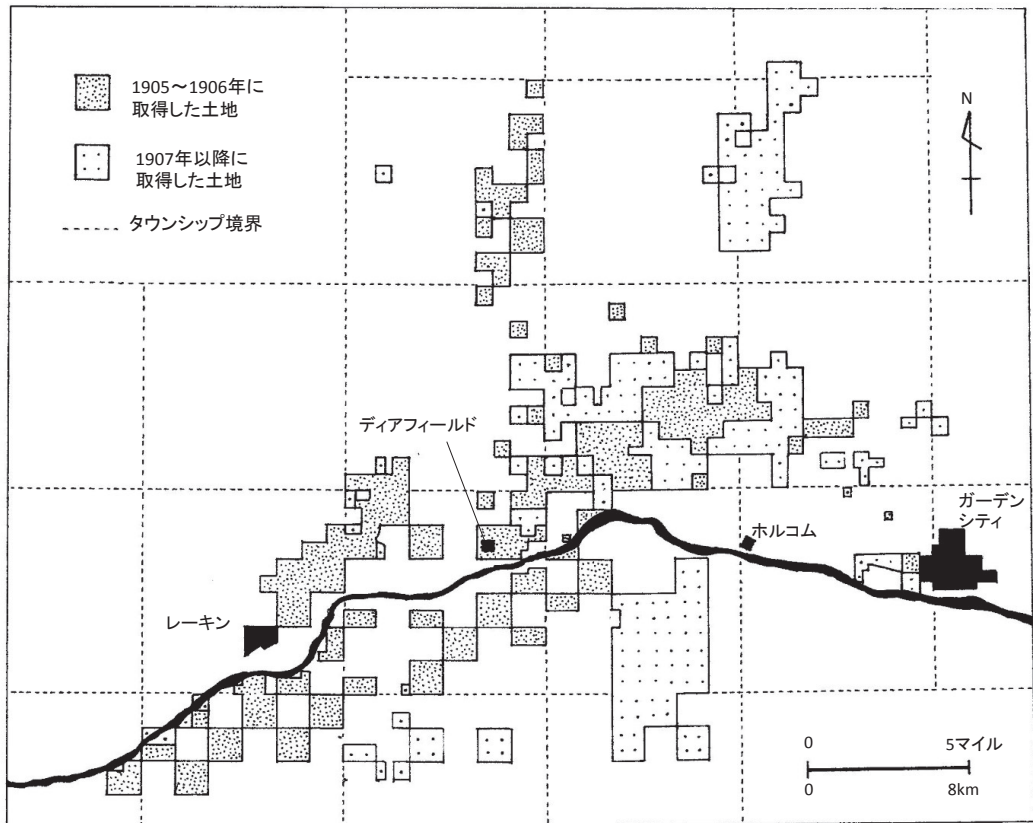 1905~1906年に
取得した土地
1907年以降に
取得した土地
タウンシップ境界
N
ディアフィールド
ガーデン
シティ
ホルコム
レーキン
0
5マイル
0
8km